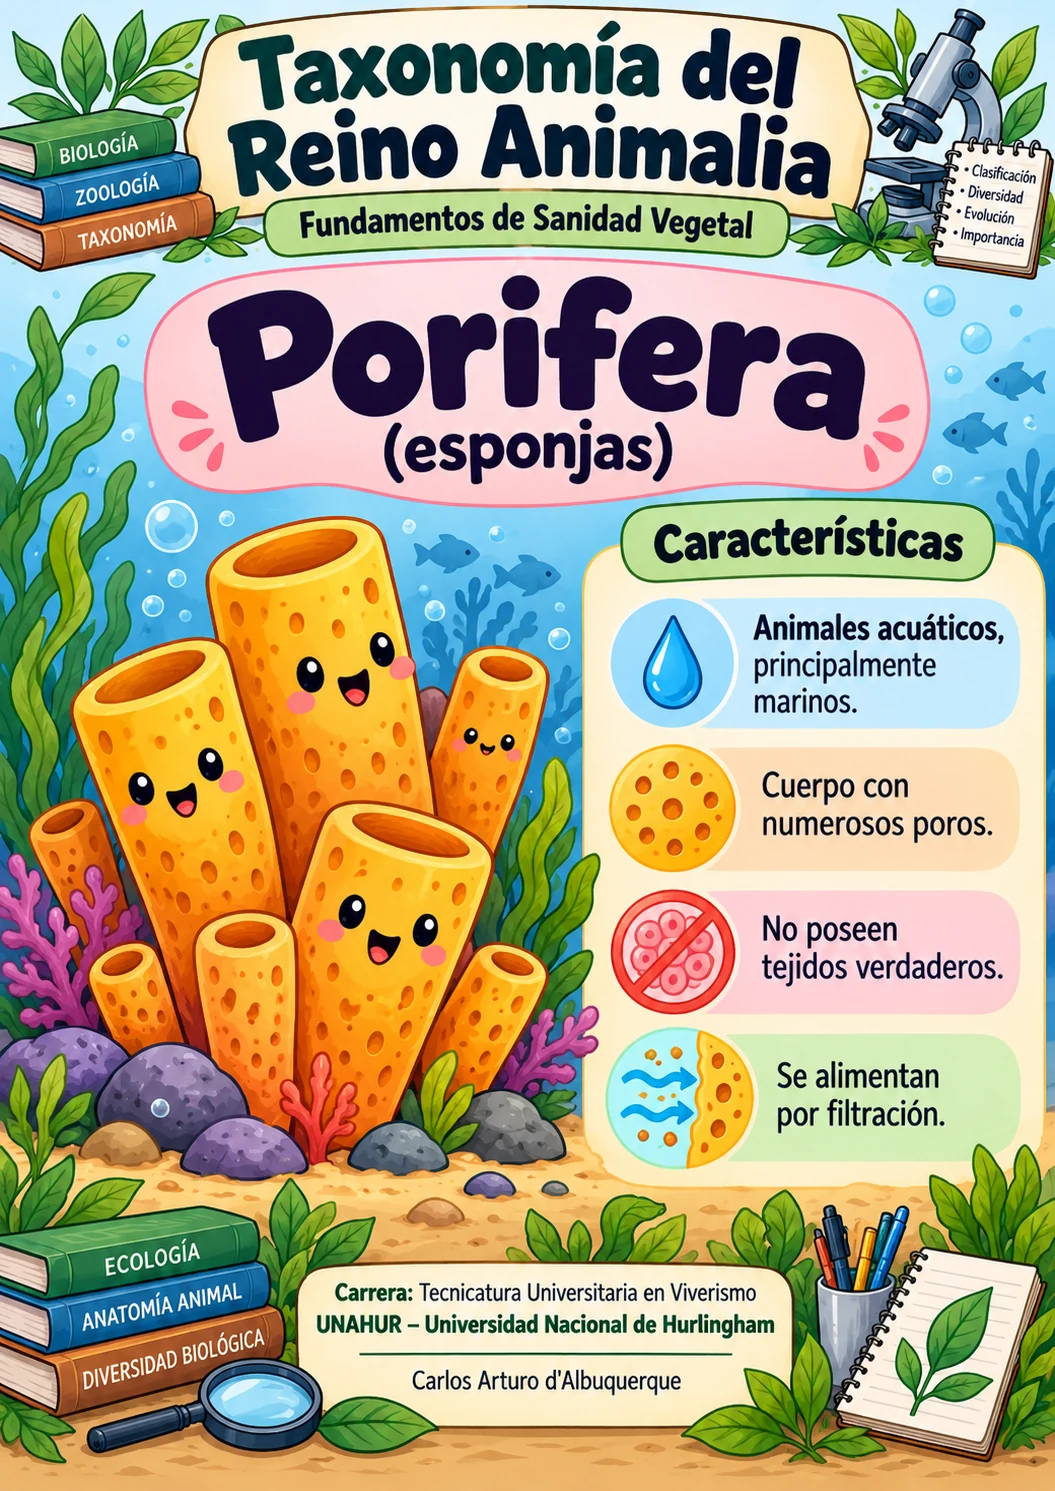 Taxonomía del
Reino Animalia
Fundamentos de Sanidad Vegetal
BIOLOGÍA
ZOOLOGÍA
TAXONOMÍA
• Clasificación
• Diversidad
• Evolución
• Importancia
Porifera
(esponjas)
Características
Animales acuáticos,
principalmente
marinos.
Cuerpo con
numerosos poros.
No poseen
tejidos verdaderos.
Se alimentan
por filtración.
ECOLOGÍA
ANATOMÍA ANIMAL
DIVERSIDAD BIOLÓGICA
Carrera: Tecnicatura Universitaria en Viverismo
UNAHUR – Universidad Nacional de Hurlingham
Carlos Arturo d'Albuquerque